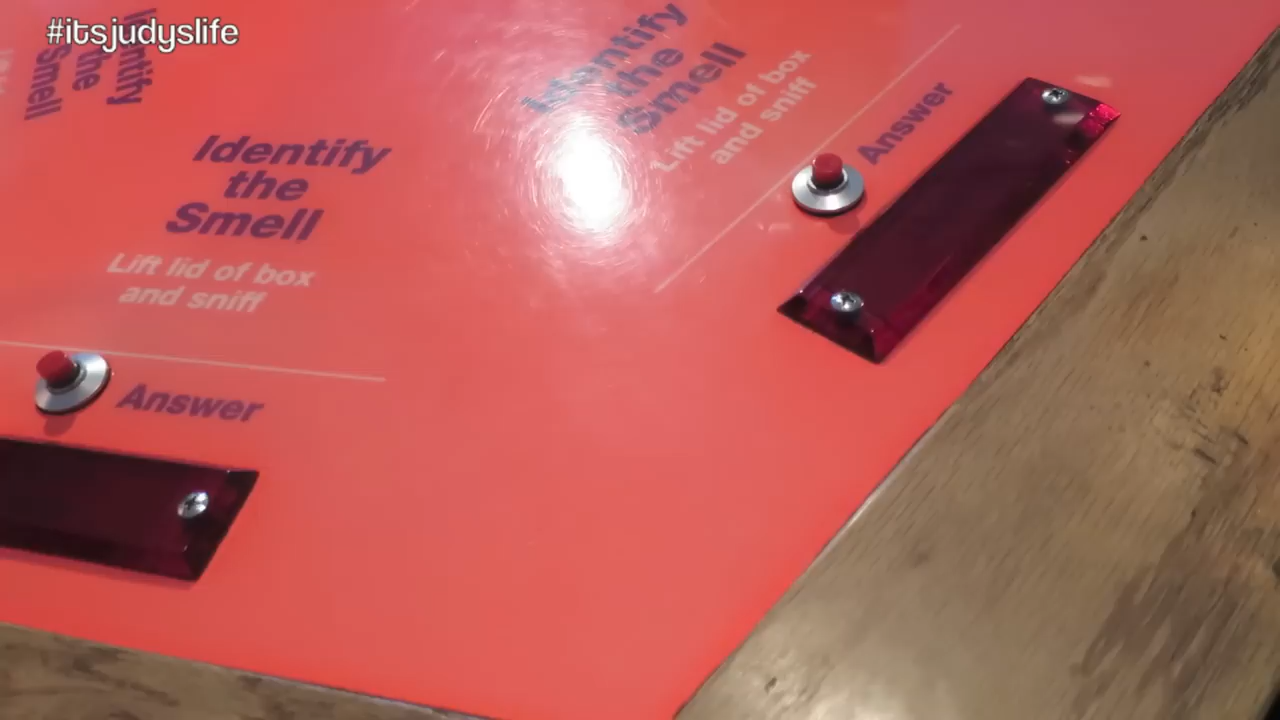 #itsjudyslife
Identify
the
Smell
Identify
the
Smell
Lift lid of box
and sniff
Answer
Identify
the
Smell
Lift lid of box
and sniff
Answer